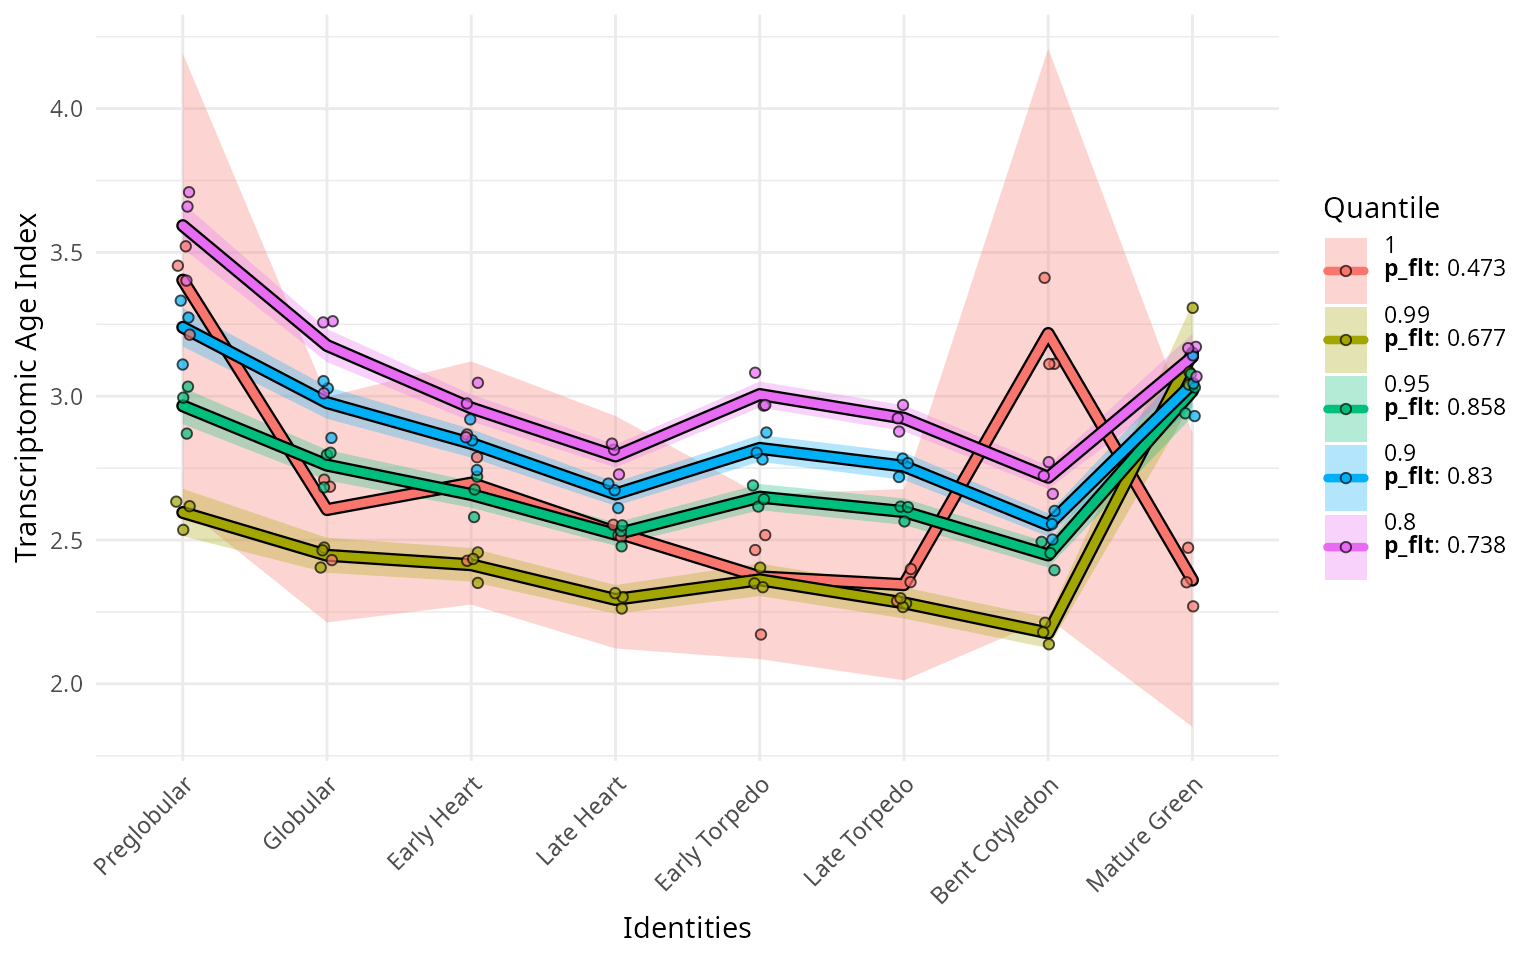 4.0
3.5
3.0
2.5
2.0
Transcriptomic Age Index
Preglobular
Globular
Early Heart
Late Heart
Early Torpedo
Late Torpedo
Bent Cotyledon
Mature Green
Identities
Quantile
1
p_flt: 0.473
0.99
p_flt: 0.677
0.95
p_flt: 0.858
0.9
p_flt: 0.83
0.8
p_flt: 0.738